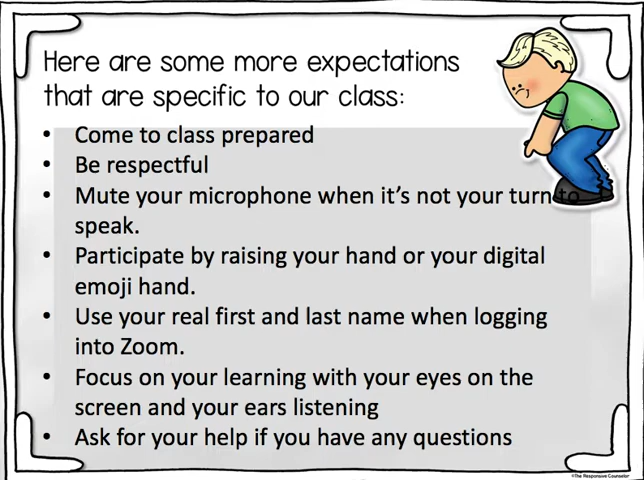 Here are some more expectations
that are specific to our class:
• Come to class prepared
• Be respectful
• Mute your microphone when it's not your turn to
speak.
• Participate by raising your hand or your digital
emoji hand.
• Use your real first and last name when logging
into Zoom.
• Focus on your learning with your eyes on the
screen and your ears listening
• Ask for your help if you have any questions
©The Responsive Counselor